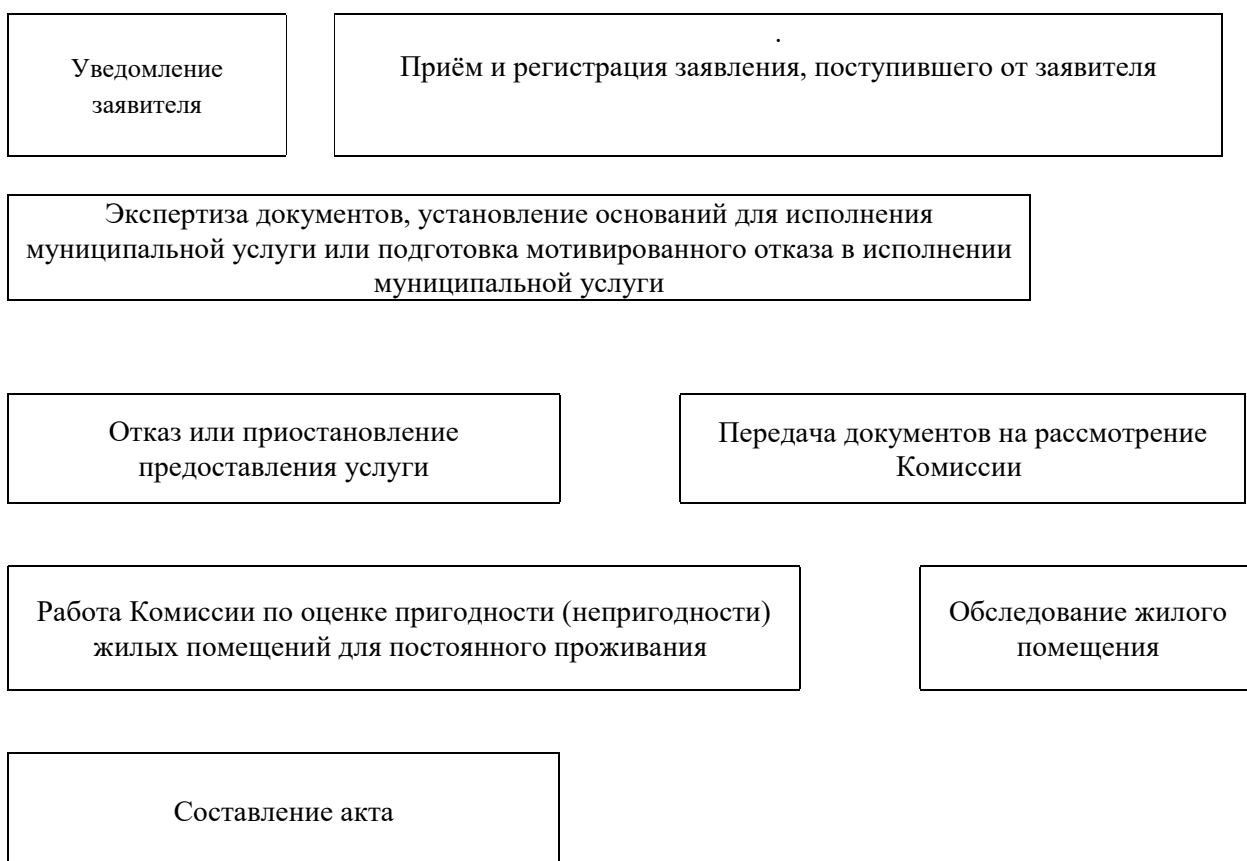 Уведомление
заявителя
.
Приём и регистрация заявления, поступившего от заявителя
Экспертиза документов, установление оснований для исполнения
муниципальной услуги или подготовка мотивированного отказа в исполнении
муниципальной услуги
Отказ или приостановление
предоставления услуги
Передача документов на рассмотрение
Комиссии
Работа Комиссии по оценке пригодности (непригодности)
жилых помещений для постоянного проживания
Обследование жилого
помещения
Составление акта